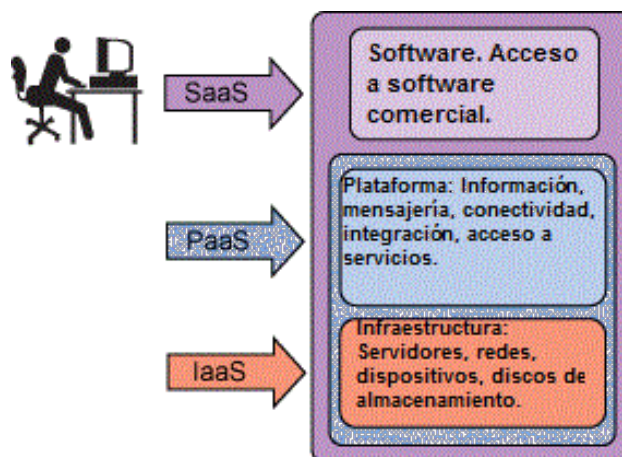 SaaS
Software. Acceso
a software
comercial.
PaaS
Plataforma: Información,
mensajería, conectividad,
integración, acceso a
servicios.
IaaS
Infraestructura:
Servidores, redes,
dispositivos, discos de
almacenamiento.